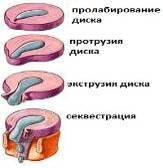 пролабирование
диска
протрузия
диска
экструзия диска
секвестрация